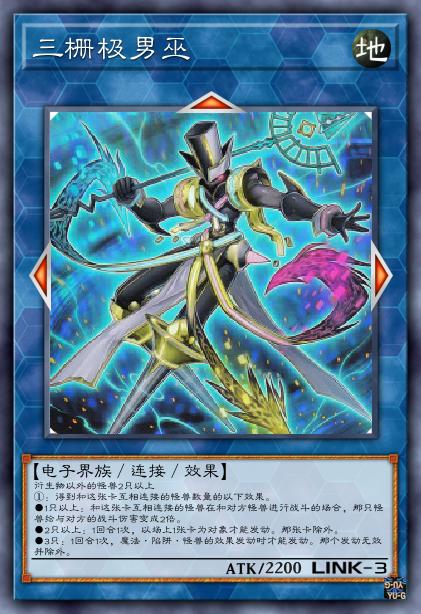 三栅极男巫
地
【电子界族／连接／效果】
衍生物以外的怪兽2只以上
①：得到和这张卡互相连接的怪兽数量的以下效果。
●1只以上：和这张卡互相连接的怪兽在和对方怪兽进行战斗的场合，那只怪
兽给与对方的战斗伤害变成2倍。
●2只以上：1回合1次，以场上1张卡为对象才能发动。那张卡除外。
●3只：1回合1次，魔法·陷阱·怪兽的效果发动时才能发动。那个发动无效
并除外。
ATK/2200 LINK-3